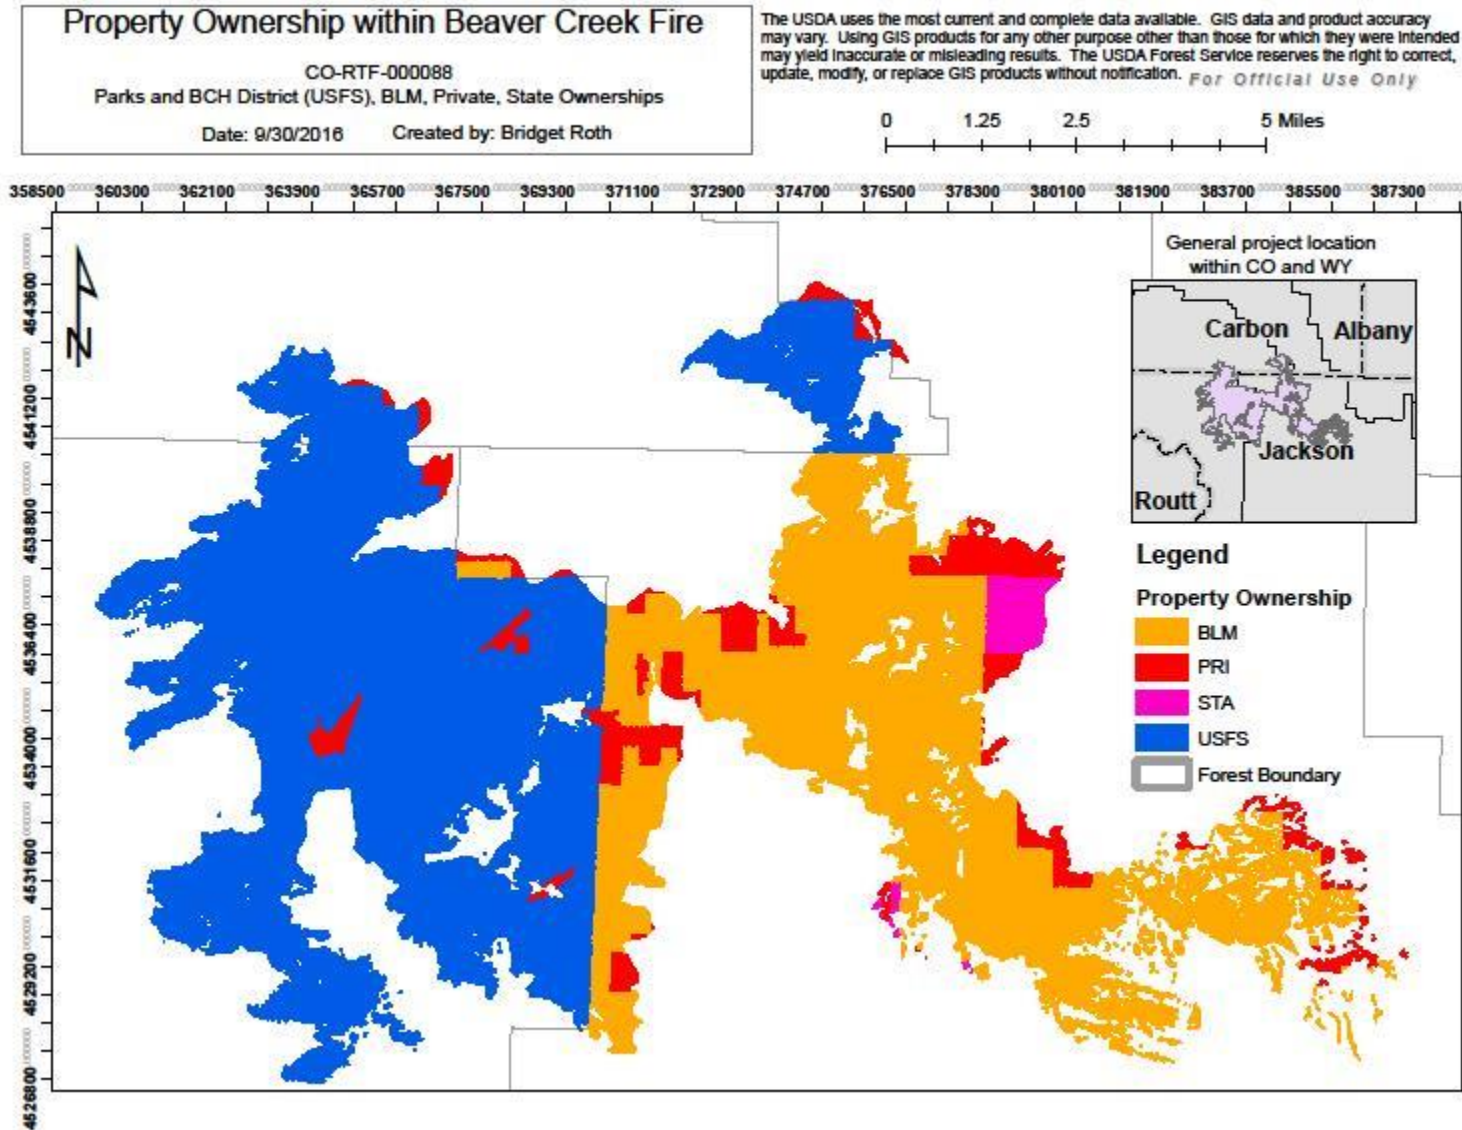 Property Ownership within Beaver Creek Fire
CO-RTF-000088
Parks and BCH District (USFS), BLM, Private, State Ownerships
Date: 9/30/2016 Created by: Bridget Roth
The USDA uses the most current and complete data available. GIS data and product accuracy
may vary. Using GIS products for any other purpose other than those for which they were intended
may yield inaccurate or misleading results. The USDA Forest Service reserves the right to correct,
update, modify, or replace GIS products without notification. For Official Use Only
0 1.25 2.5 5 Miles
358500 360300 362100 363900 365700 367500 369300 371100 372900 374700 376500 378300 380100 381900 383700 385500 387300
4543600
4541200
4538800
4536400
4534000
4531600
4529200
4526800
N
General project location
within CO and WY
Carbon Albany
Jackson
Routt
Legend
Property Ownership
BLM
PRI
STA
USFS
Forest Boundary